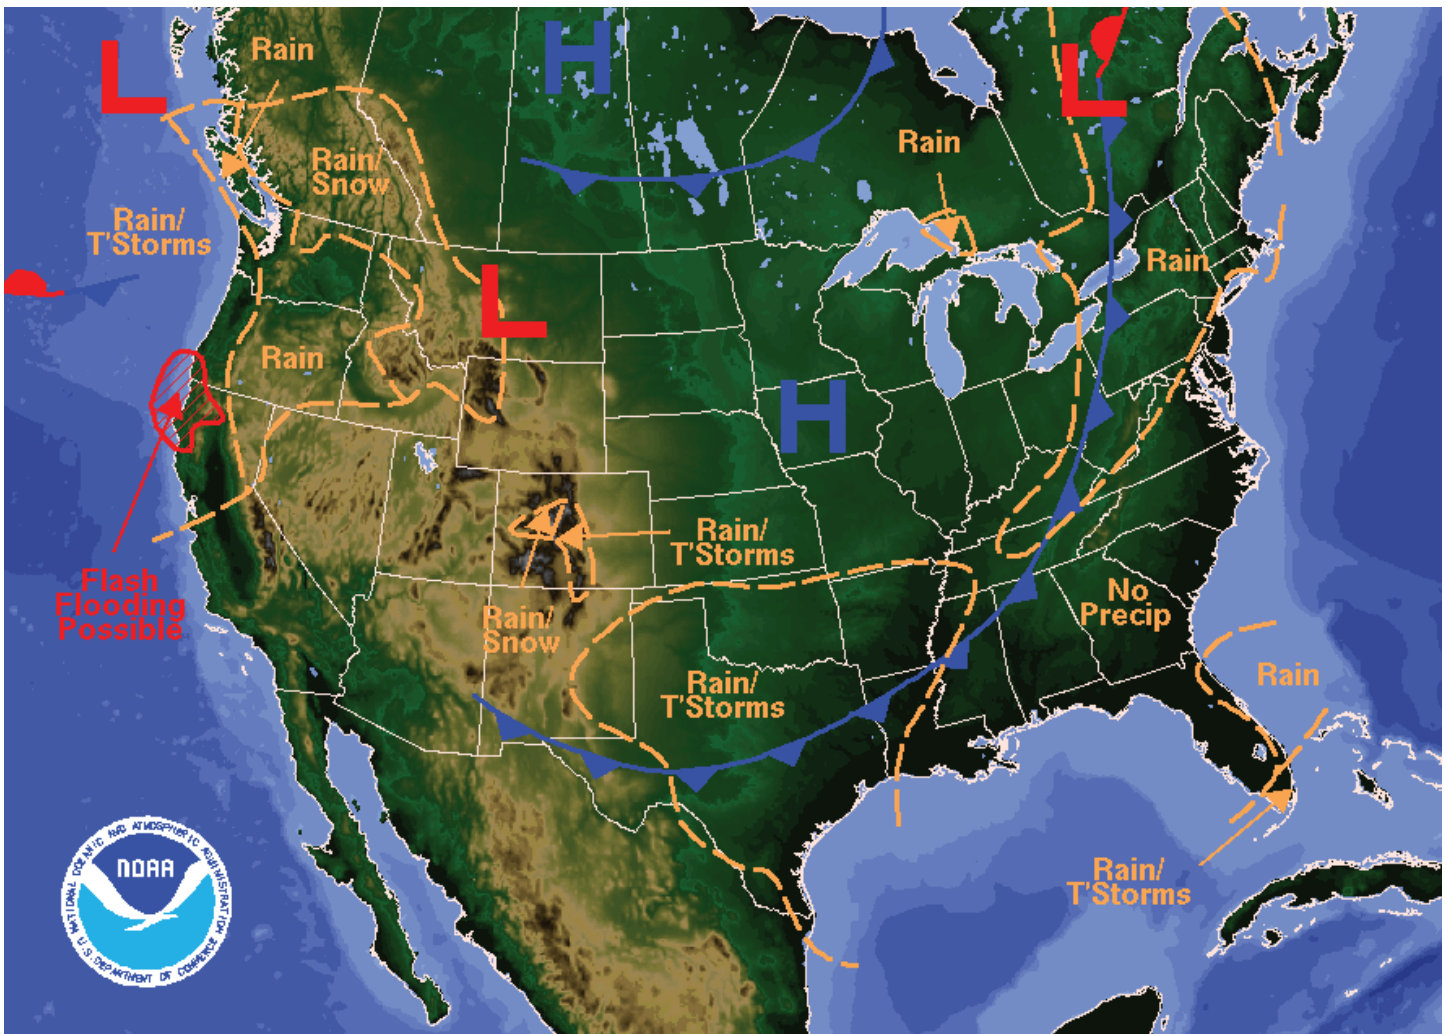 L
H
L
Rain
Rain/
Snow
Rain
Rain/
T'Storms
Rain
L
Rain
H
Rain/
T'Storms
Flash
Flooding
Possible
Rain/
Snow
No
Precip
Rain/
T'Storms
Rain
Rain/
T'Storms
NATIONAL OCEANIC AND ATMOSPHERIC ADMINISTRATION
NOAA
U.S. DEPARTMENT OF COMMERCE